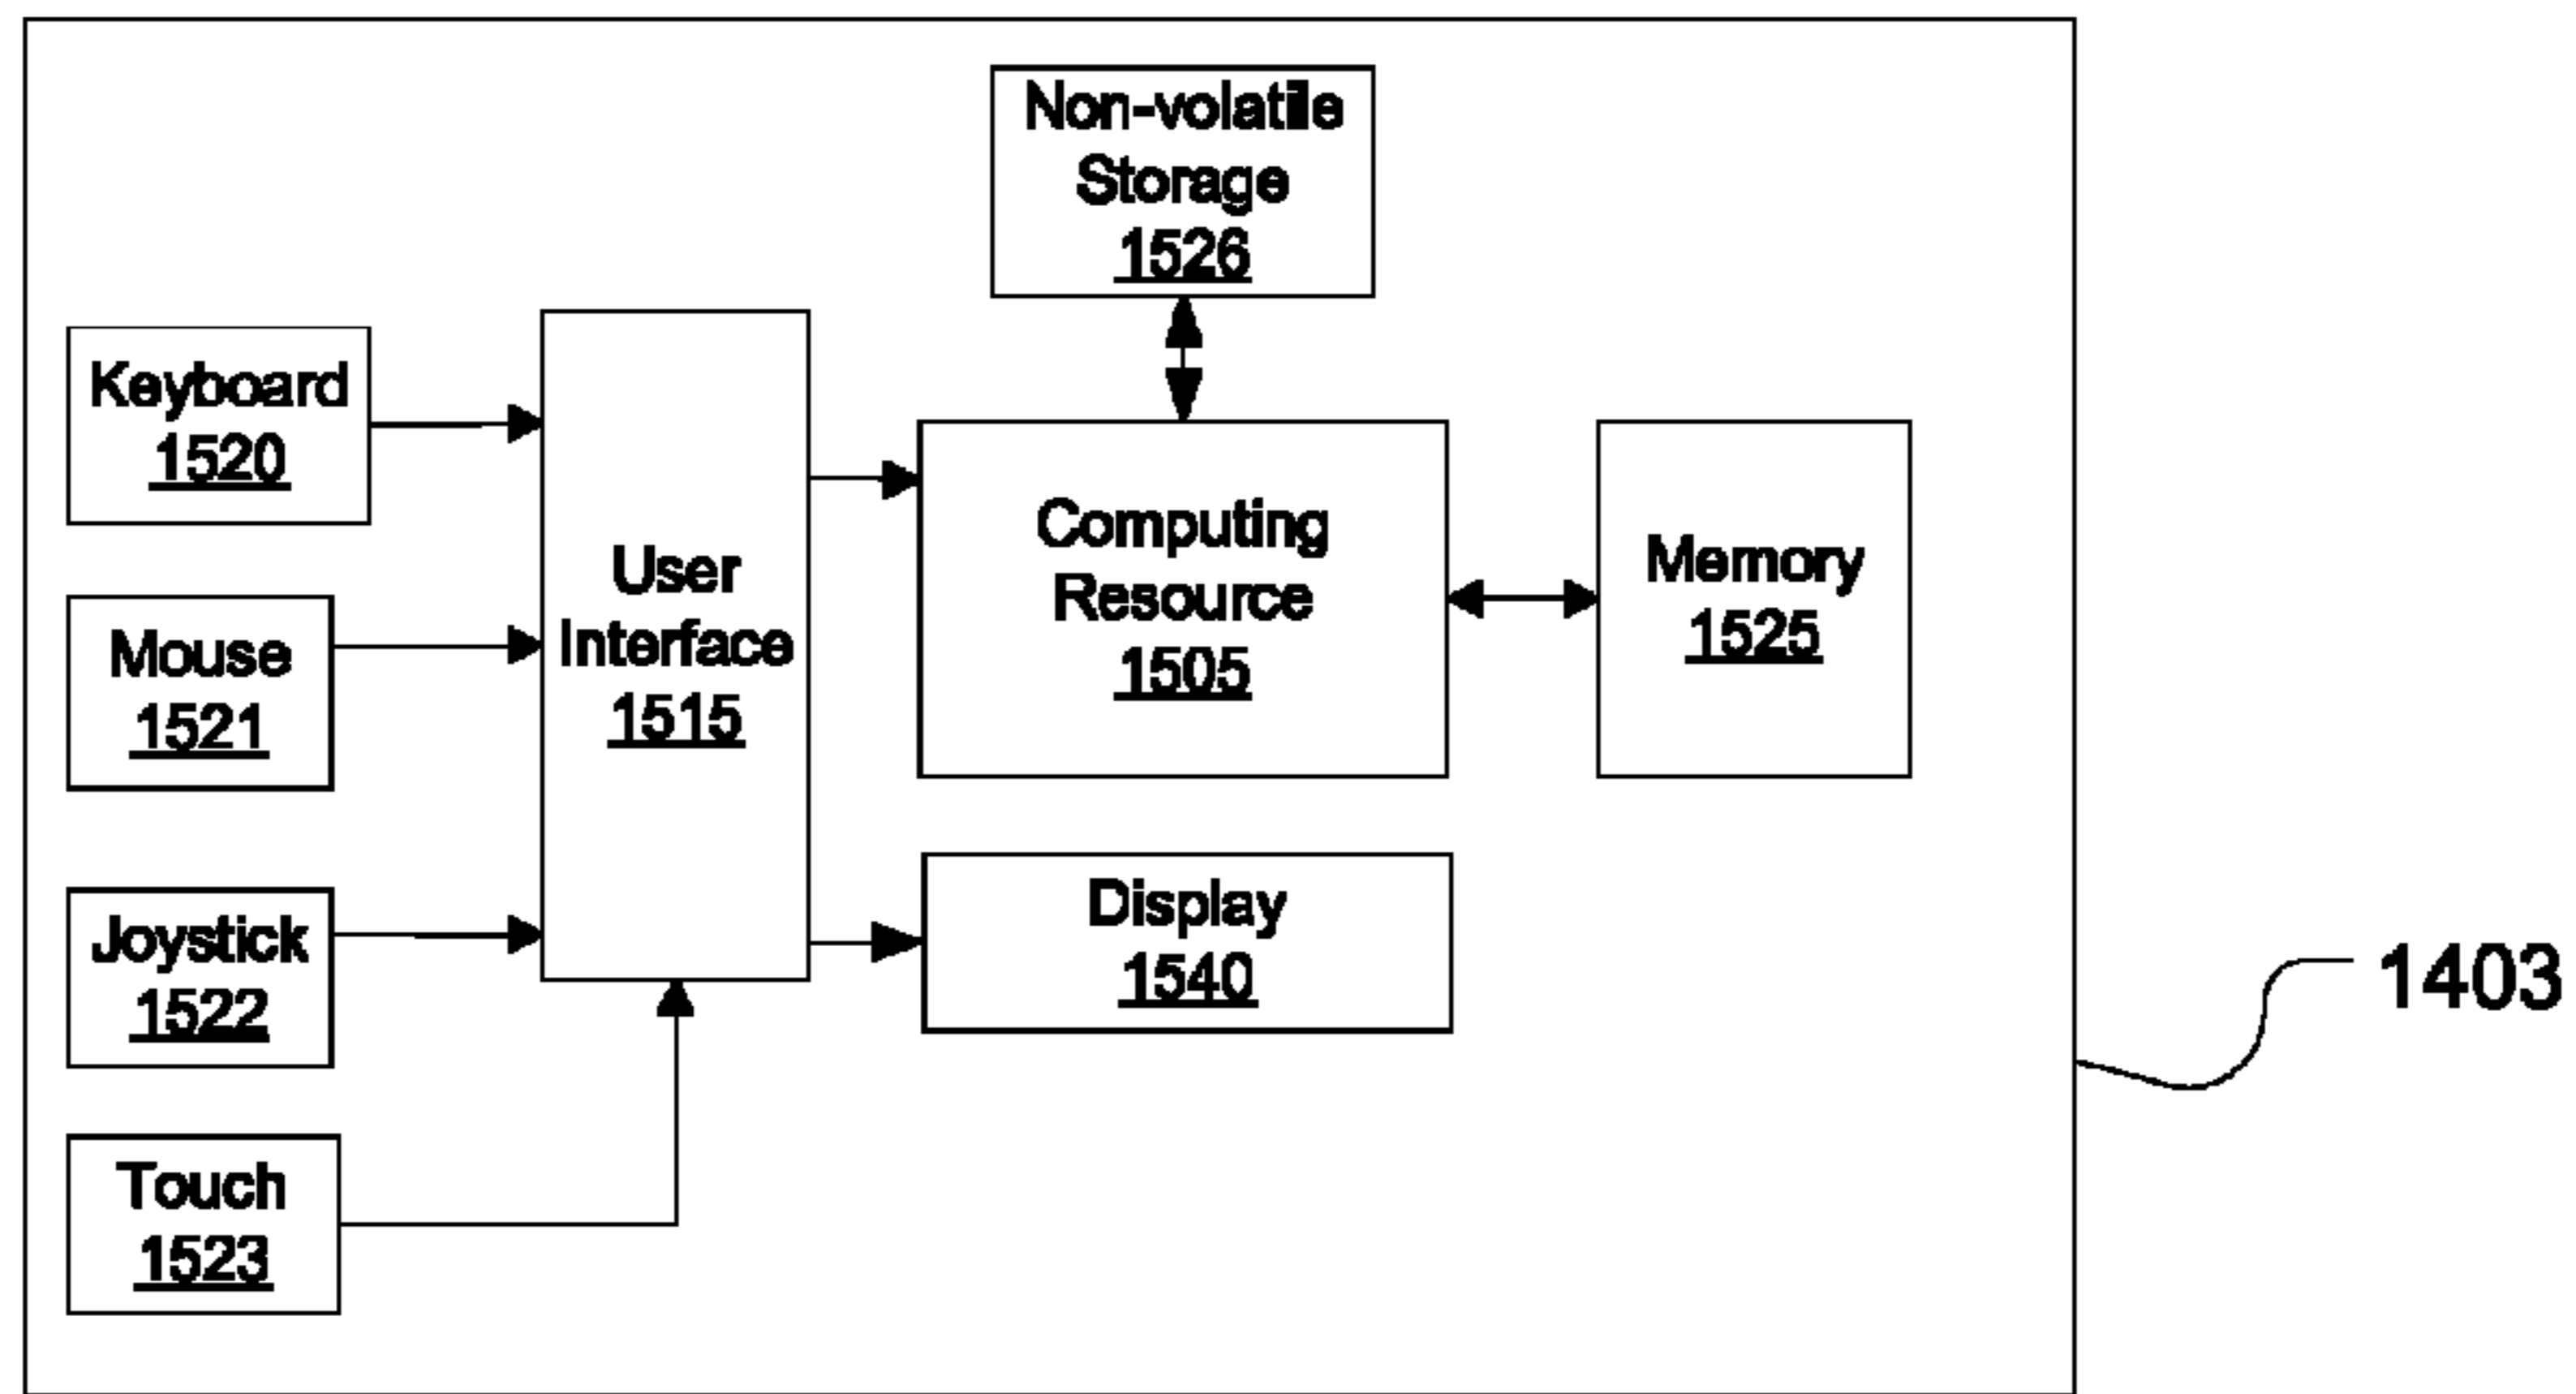 Non-volatile
Storage
1526
Keyboard
1520
User
Interface
1515
Computing
Resource
1505
Memory
1525
Mouse
1521
Joystick
1522
Display
1540
1403
Touch
1523